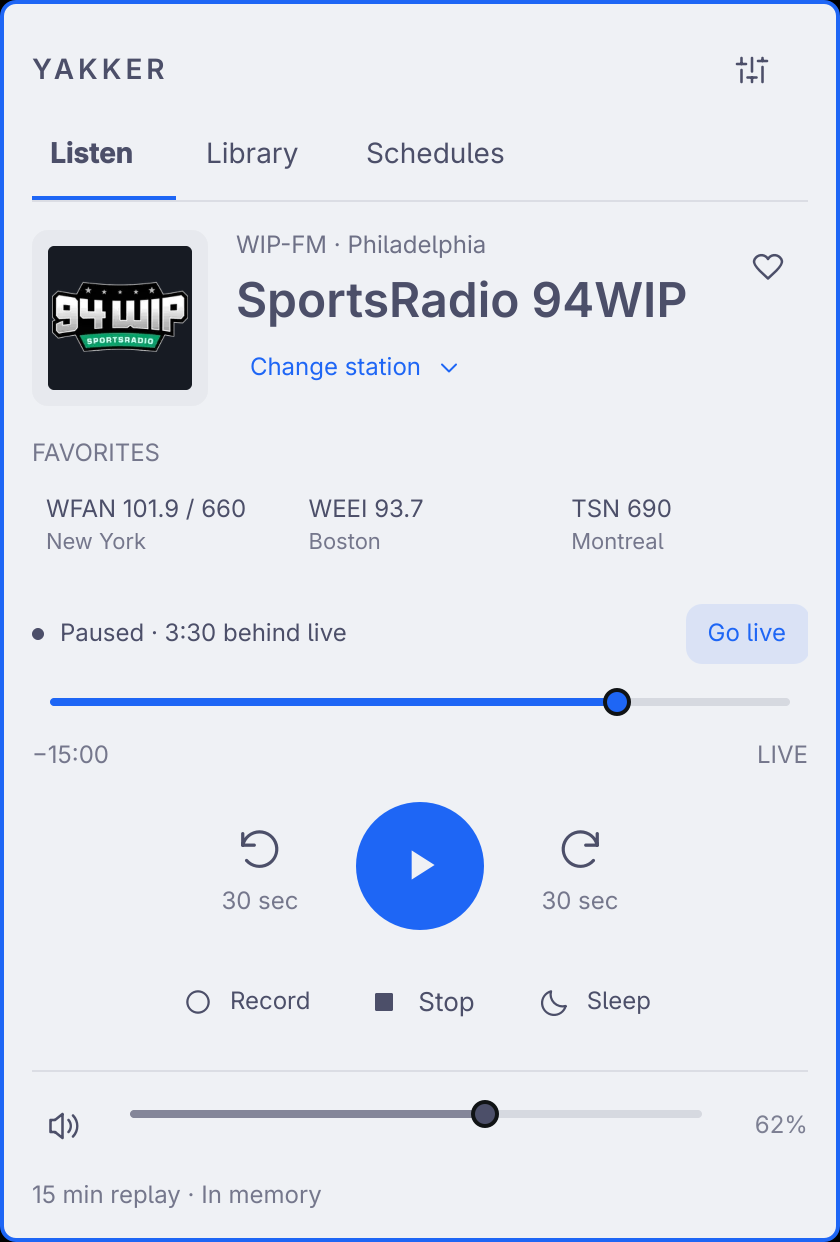 YAKKER
Listen Library Schedules
94 WIP
SPORTSRADIO
WIP-FM · Philadelphia
SportsRadio 94WIP
Change station
FAVORITES
WFAN 101.9 / 660 WEEI 93.7 TSN 690
New York Boston Montreal
Paused · 3:30 behind live Go live
−15:00 LIVE
30 sec 30 sec
Record Stop Sleep
62%
15 min replay · In memory